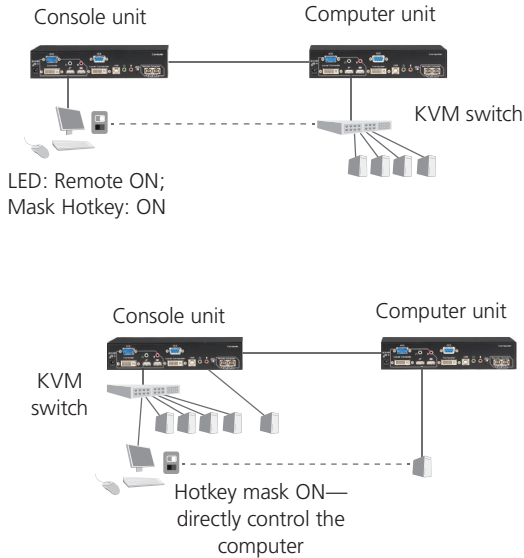 Console unit
Computer unit
KVM switch
LED: Remote ON;
Mask Hotkey: ON
Console unit
Computer unit
KVM
switch
Hotkey mask ON—
directly control the
computer